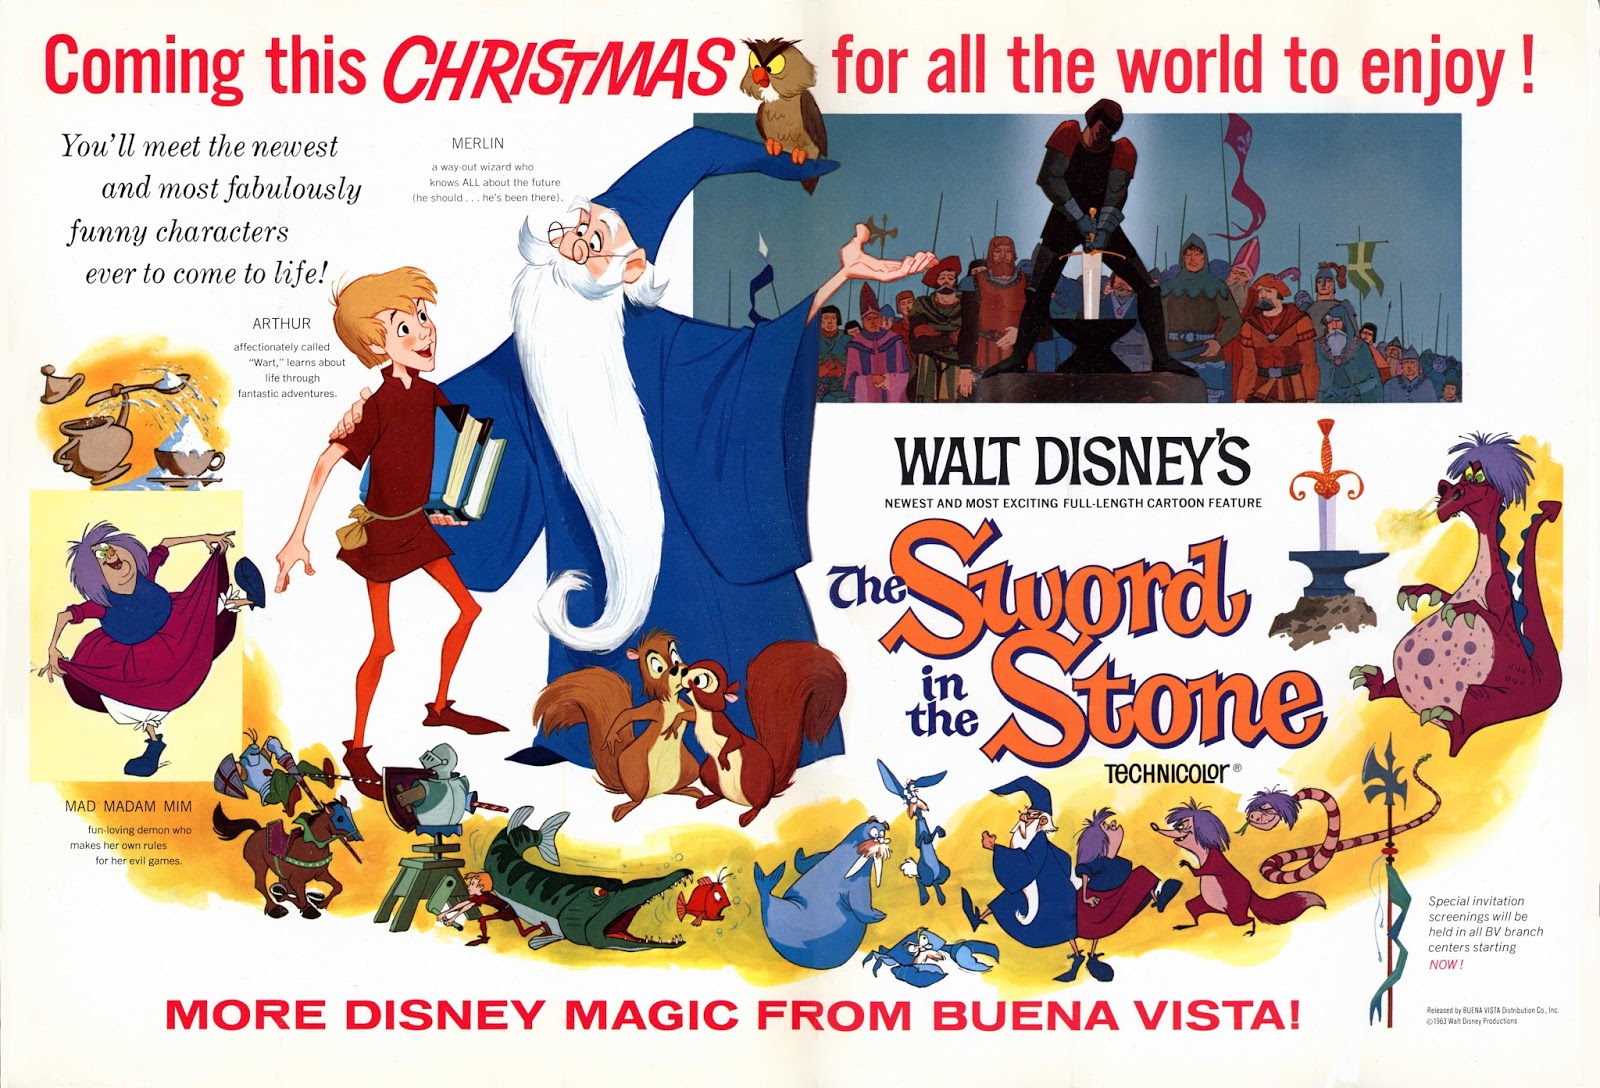 Coming this CHRISTMAS for all the world to enjoy!
You'll meet the newest
and most fabulously
funny characters
ever to come to life!
MERLIN
a way-out wizard who
knows ALL about the future
(he should . . . he's been there).
ARTHUR
affectionately called
"Wart," learns about
life through
fantastic adventures.
WALT DISNEY'S
NEWEST AND MOST EXCITING FULL-LENGTH CARTOON FEATURE
The Sword
in the Stone
TECHNICOLOR®
MAD MADAM MIM
fun-loving demon who
makes her own rules
for her evil games.
Special invitation
screenings will be
held in all BV branch
centers starting
NOW!
MORE DISNEY MAGIC FROM BUENA VISTA!
Released by BUENA VISTA Distribution Co., Inc.
©1963 Walt Disney Productions